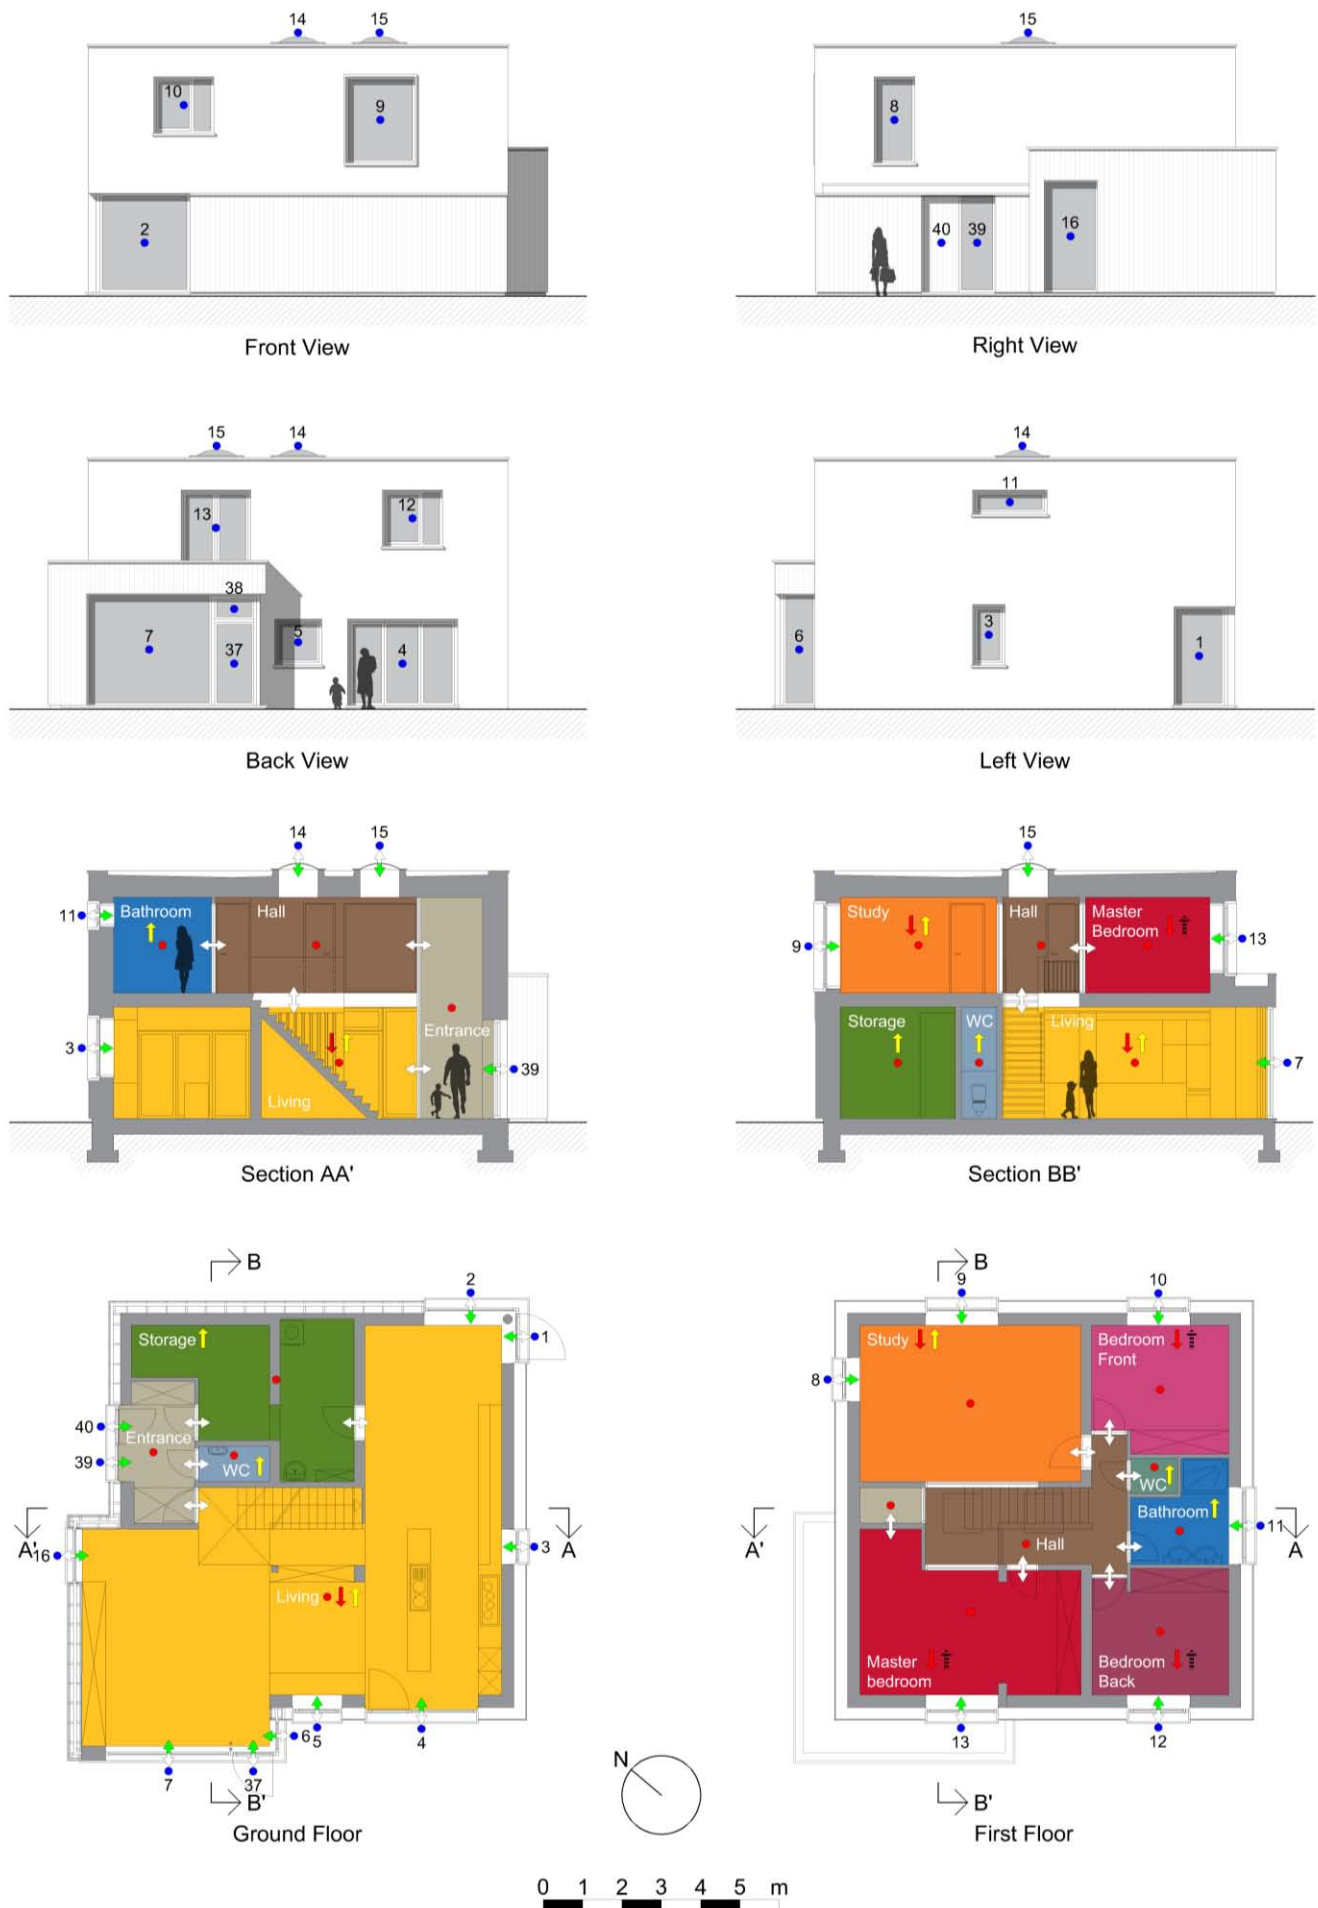 14 15
10 9
2
Front View
15
8
40 39 16
Right View
15 14
13 12
38
7 5
37 4
Back View
14
11
6 3 1
Left View
14 15
11 Bathroom Hall
Entrance
3
39
Living
Section AA'
15
Study Hall Master
Bedroom
9 13
Storage WC Living
7
Section BB'
B
2
Storage
1
40
Entrance
39
WC
A' A
16 3
Living
6
5 4
7 37
B'
Ground Floor
N
B
9 10
Study Bedroom
Front
8
WC
Bathroom
A' 11 A
Hall
Master
bedroom
Bedroom
Back
13 12
B'
First Floor
0 1 2 3 4 5 m